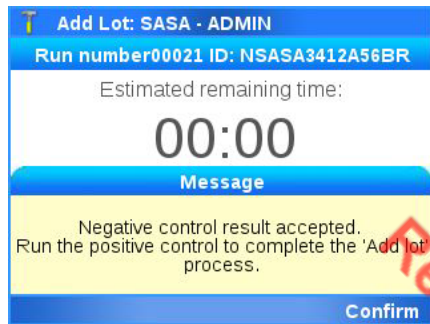 Add Lot: SASA - ADMIN
Run number00021 ID: NSASA3412A56BR
Estimated remaining time:
00:00
Message
Negative control result accepted.
Run the positive control to complete the 'Add lot'
process.
Confirm